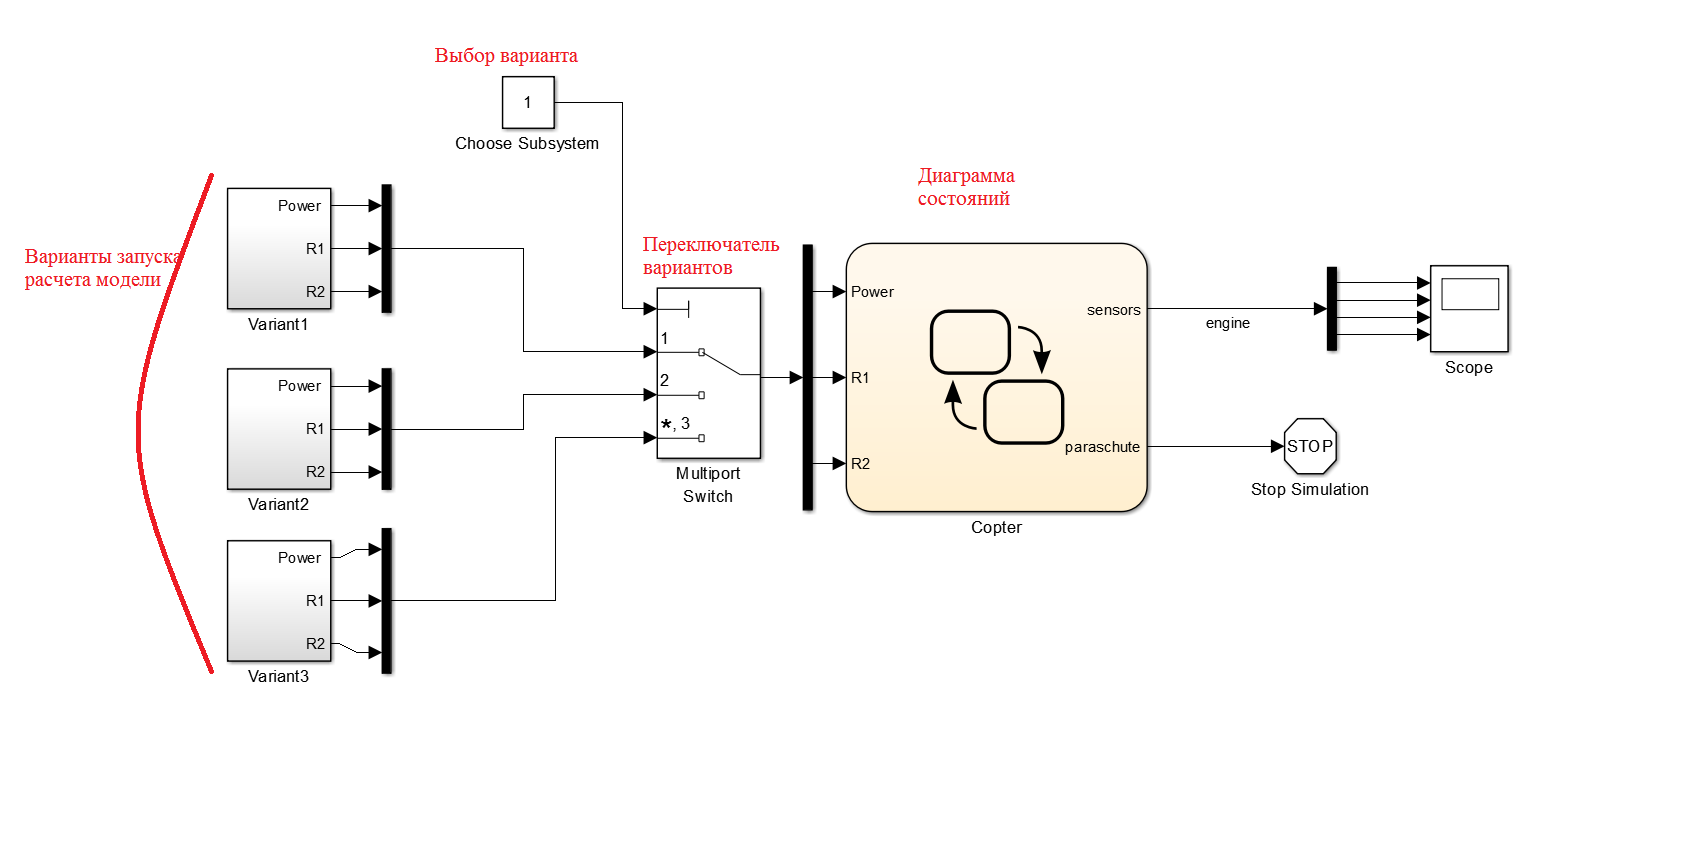 Выбор варианта
1
Choose Subsystem
Варианты запуска
расчета модели
Power
R1
R2
Variant1
Power
R1
R2
Variant2
Power
R1
R2
Variant3
Переключатель
вариантов
1
2
*, 3
Multiport
Switch
Диаграмма
состояний
Power
R1
R2
sensors
paraschute
Copter
engine
Scope
STOP
Stop Simulation